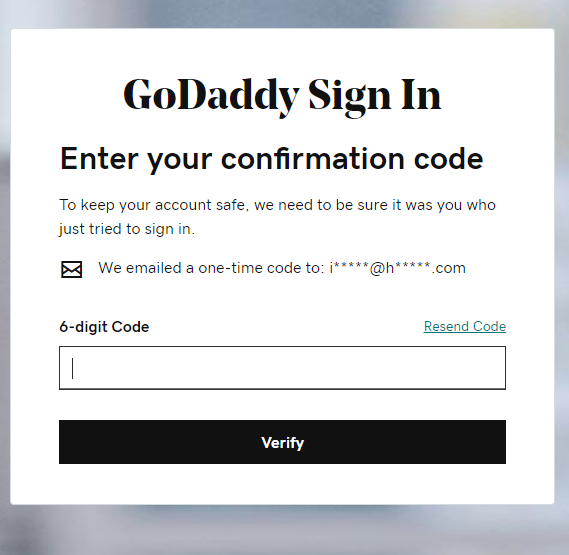 GoDaddy Sign In
Enter your confirmation code
To keep your account safe, we need to be sure it was you who
just tried to sign in.
We emailed a one-time code to: i*****@h*****.com
6-digit Code Resend Code
Verify